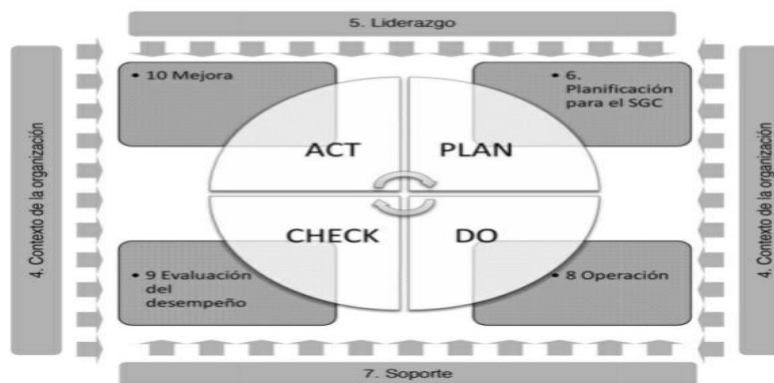 5. Liderazgo
4. Contexto de la organización
• 10 Mejora
• 6.
Planificación
para el SGC
ACT
PLAN
CHECK
DO
• 9 Evaluación
del
desempeño
• 8 Operación
4. Contexto de la organización
7. Soporte